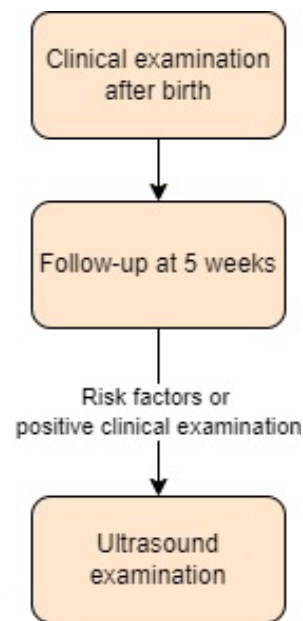 Clinical examination
after birth
Follow-up at 5 weeks
Risk factors or
positive clinical examination
Ultrasound
examination